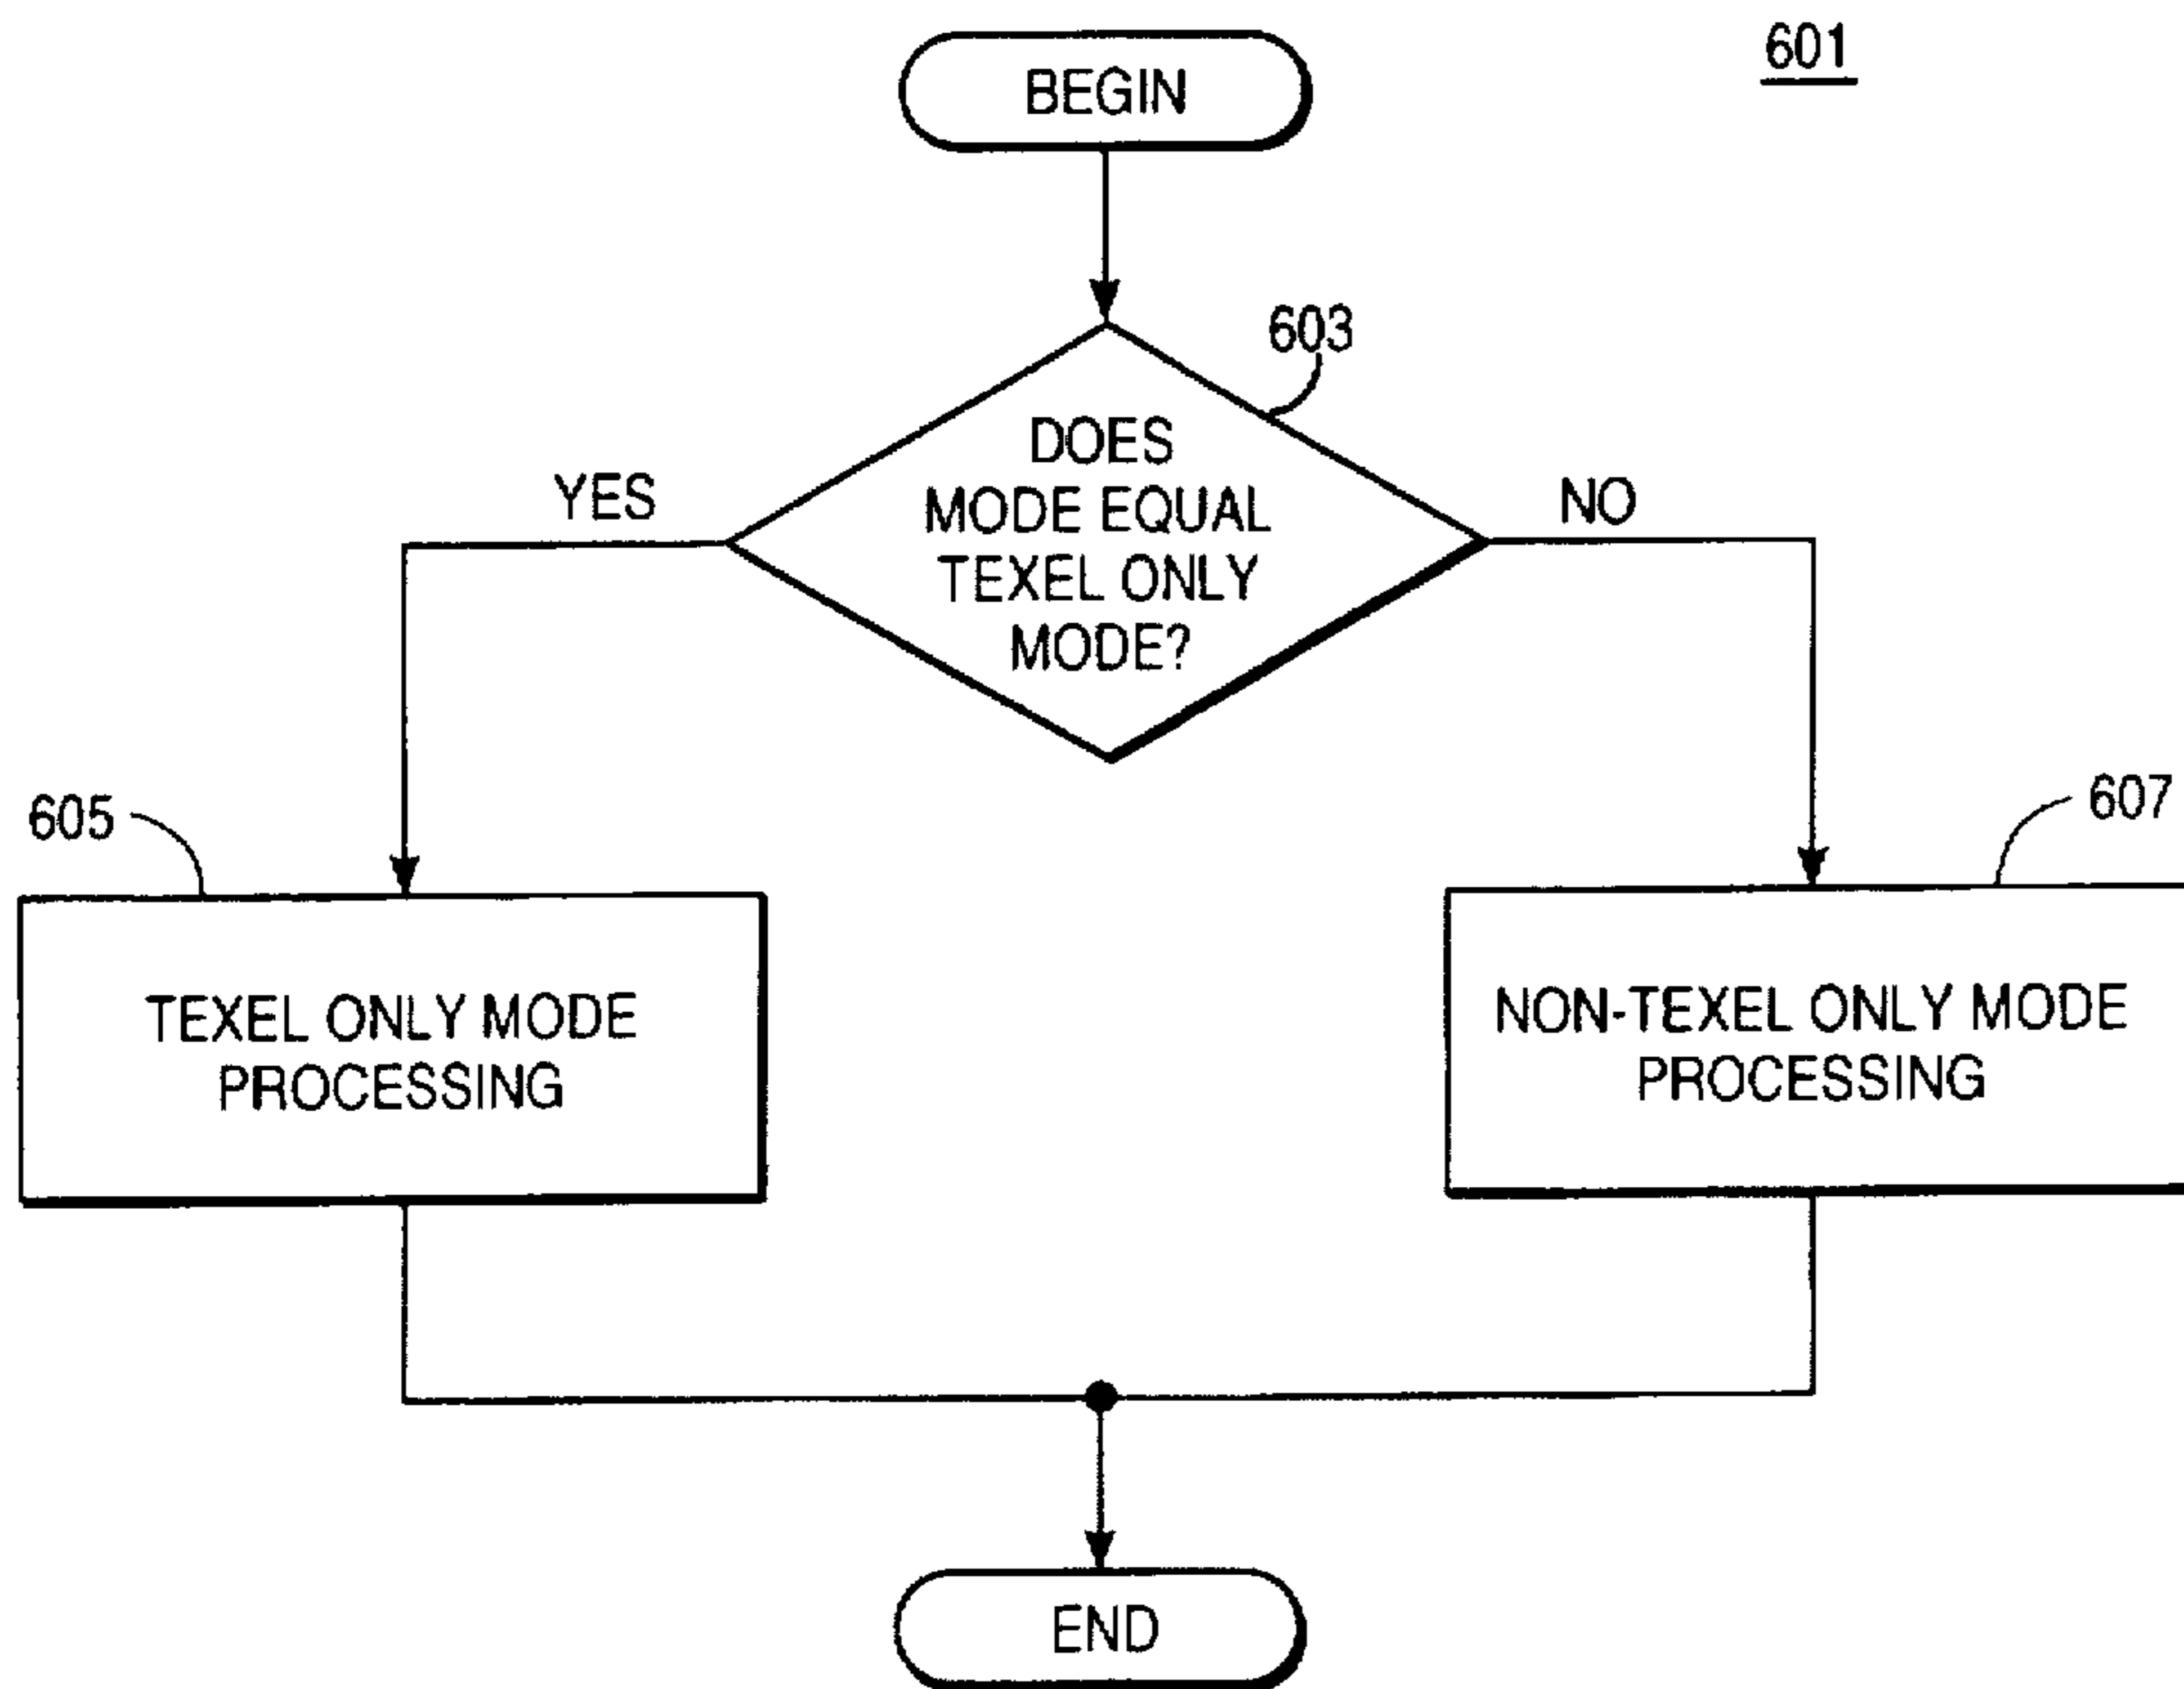 601
BEGIN
603
DOES
MODE EQUAL
TEXEL ONLY
MODE?
YES
NO
605
607
TEXEL ONLY MODE
PROCESSING
NON-TEXEL ONLY MODE
PROCESSING
END